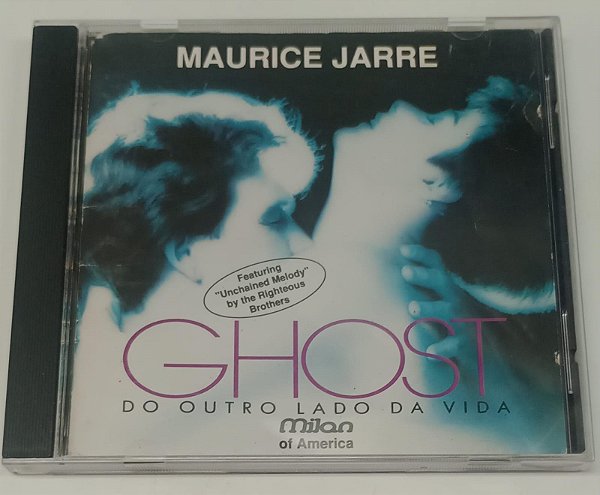 MAURICE JARRE
Featuring
"Unchained Melody"
by the Righteous
Brothers
GHOST
DO OUTRO LADO DA VIDA
Milan
of America